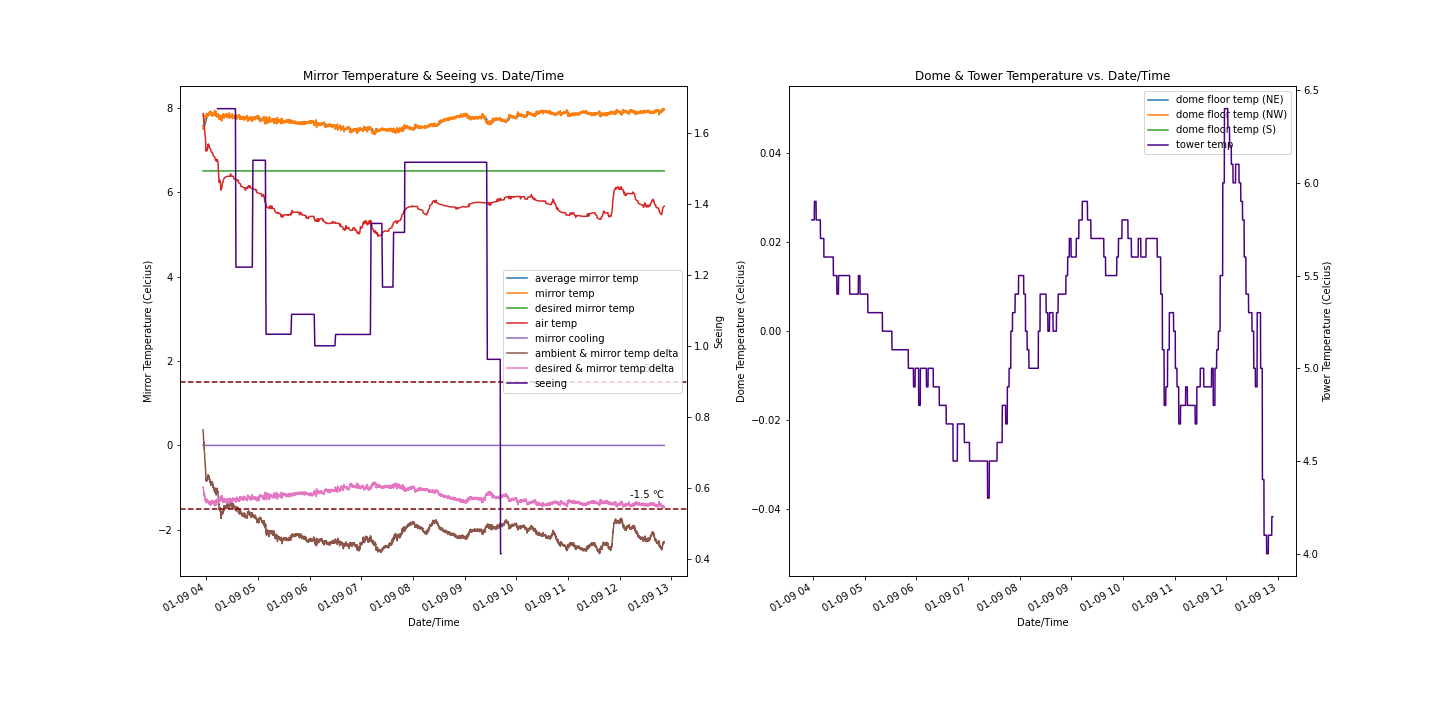 Mirror Temperature & Seeing vs. Date/Time
8
6
4
2
0
−2
Mirror Temperature (Celcius)
1.6
1.4
1.2
1.0
0.8
0.6
0.4
Seeing
average mirror temp
mirror temp
desired mirror temp
air temp
mirror cooling
ambient & mirror temp delta
desired & mirror temp delta
seeing
-1.5 °C
01-09 04
01-09 05
01-09 06
01-09 07
01-09 08
01-09 09
01-09 10
01-09 11
01-09 12
01-09 13
Date/Time
Dome & Tower Temperature vs. Date/Time
0.04
0.02
0.00
−0.02
−0.04
Dome Temperature (Celcius)
6.5
6.0
5.5
5.0
4.5
4.0
Tower Temperature (Celcius)
dome floor temp (NE)
dome floor temp (NW)
dome floor temp (S)
tower temp
01-09 04
01-09 05
01-09 06
01-09 07
01-09 08
01-09 09
01-09 10
01-09 11
01-09 12
01-09 13
Date/Time